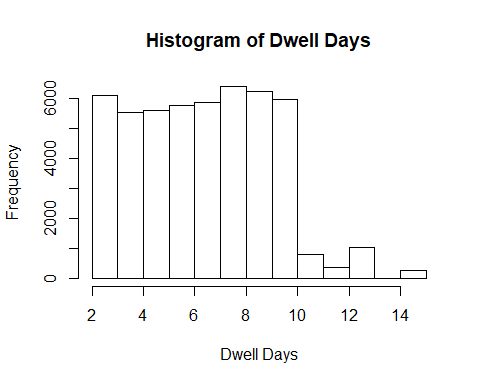 Histogram of Dwell Days
Frequency
6000
4000
2000
0
2 4 6 8 10 12 14
Dwell Days